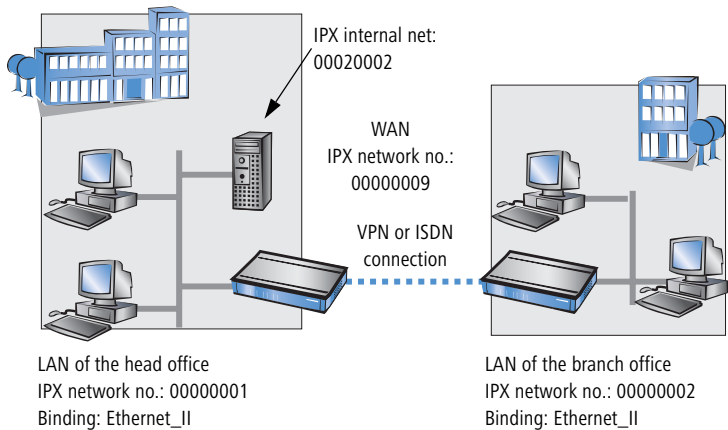 IPX internal net:
00020002
WAN
IPX network no.:
00000009
VPN or ISDN
connection
LAN of the head office
IPX network no.: 00000001
Binding: Ethernet_II
LAN of the branch office
IPX network no.: 00000002
Binding: Ethernet_II